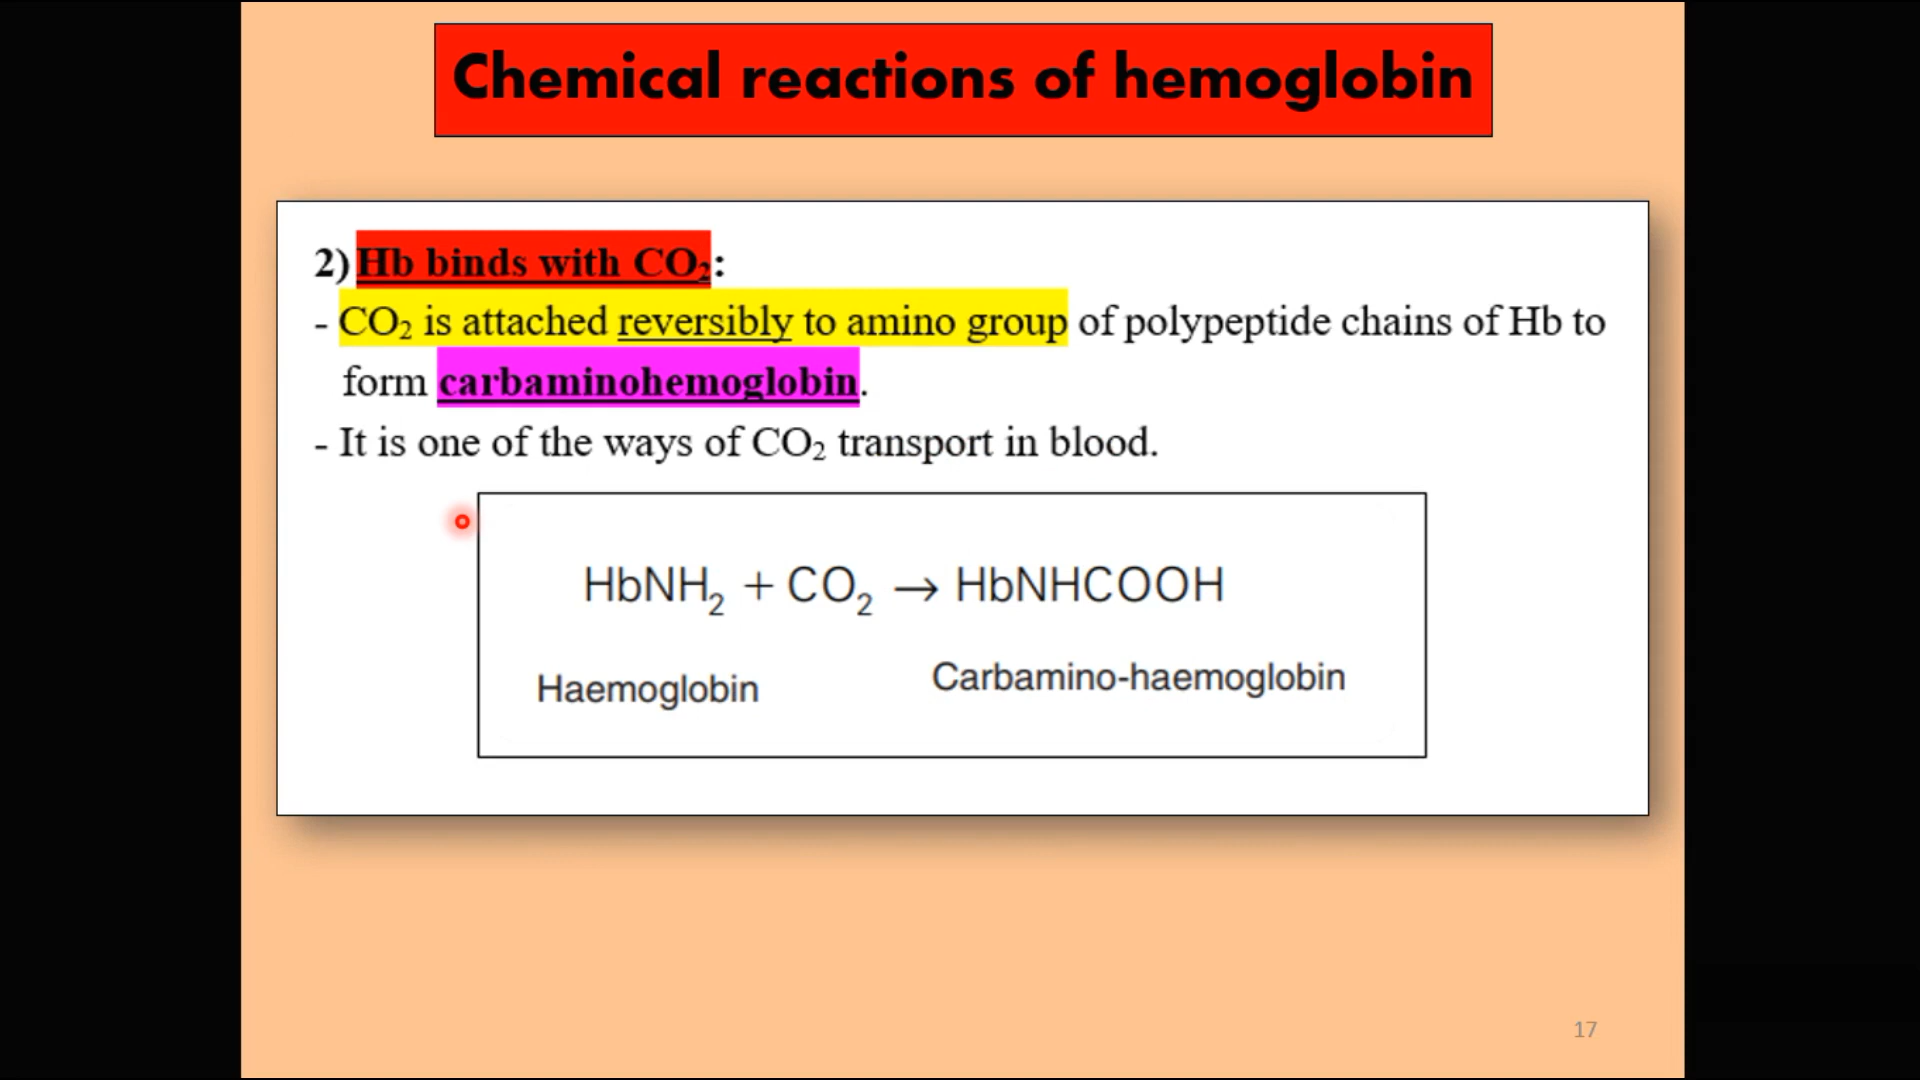 Chemical reactions of hemoglobin
2) Hb binds with CO₂:
- CO₂ is attached reversibly to amino group of polypeptide chains of Hb to
form carbaminohemoglobin.
- It is one of the ways of CO₂ transport in blood.
HbNH₂ + CO₂ → HbNHCOOH
Haemoglobin Carbamino-haemoglobin
17